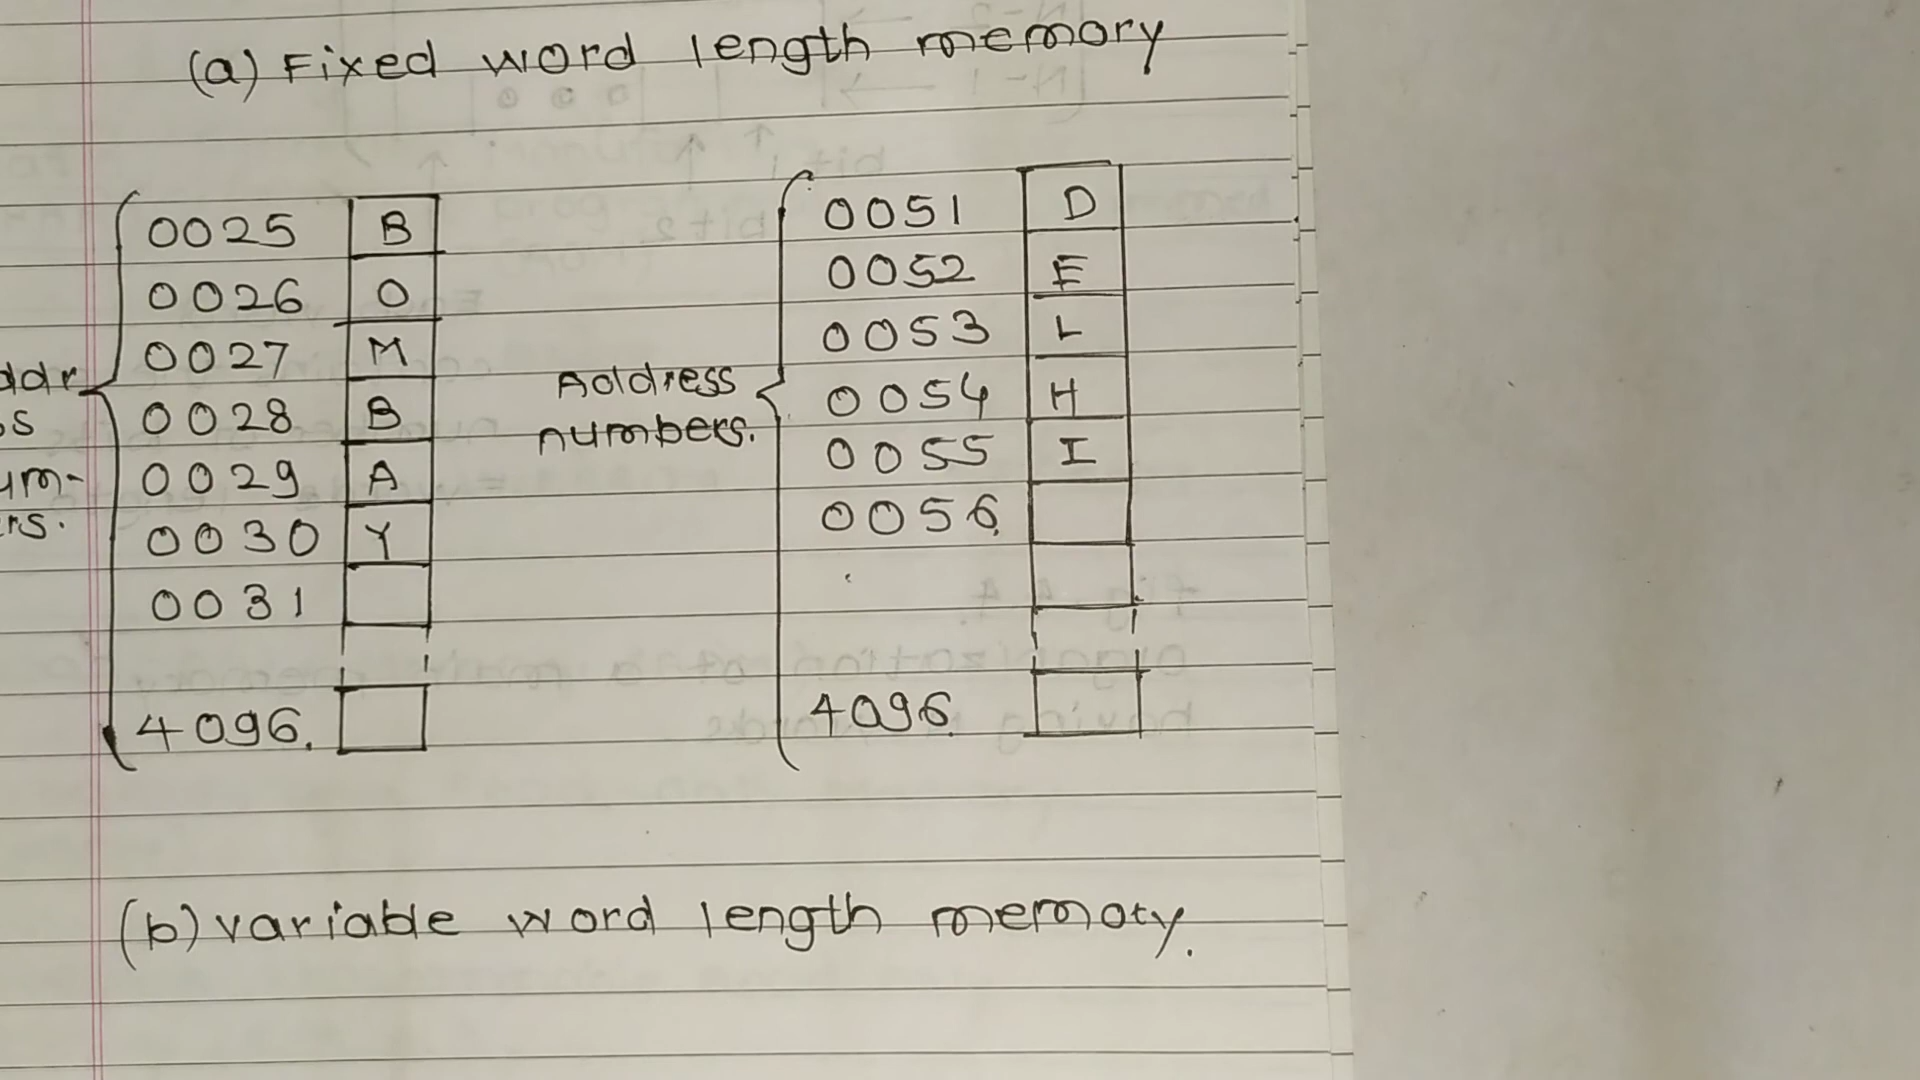 (a) Fixed word length memory
0025 B
0026 O
0027 M
0028 B
0029 A
0030 Y
0031
4096.
Address
numbers.
0051 D
0052 E
0053 L
0054 H
0055 I
0056
4096
(b) variable word length memory.